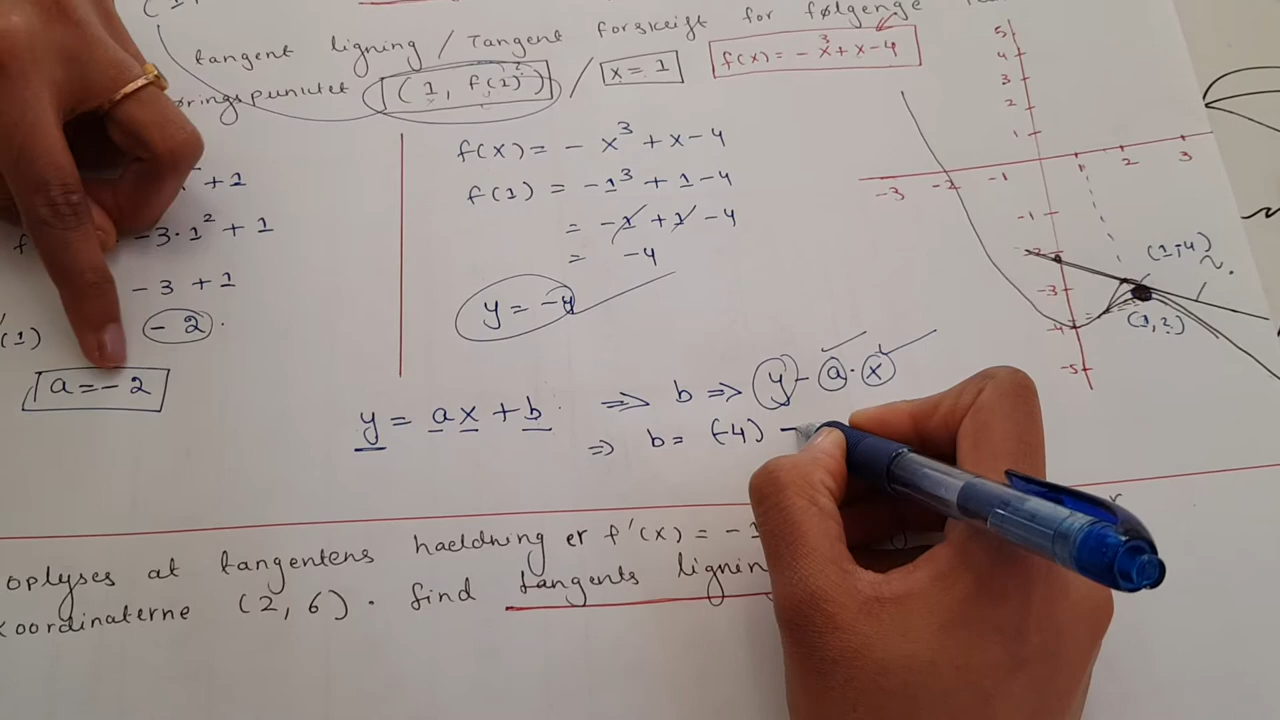 tangent ligning / Tangent forskrift for følgende
øringspunktet (1, f(1)) / x = 1
f(x) = - x³ + x - 4
+ 1
- 3 · 1² + 1
- 3 + 1
'(1)
- 2
a = - 2
f(x) = - x³ + x - 4
f(1) = - 1³ + 1 - 4
= - 1 + 1 - 4
= - 4
y = - 4
y = ax + b
⇒ b ⇒ y - a · x
⇒ b = (-4) -
5
4
3
2
1
-3 -2 -1 2 3
-1
-2
-3
-4
-5
(1, -4)
(1, 2)
oplyses at tangentens hældning er f'(x) = - 1
koordinaterne (2, 6). find tangents lignin